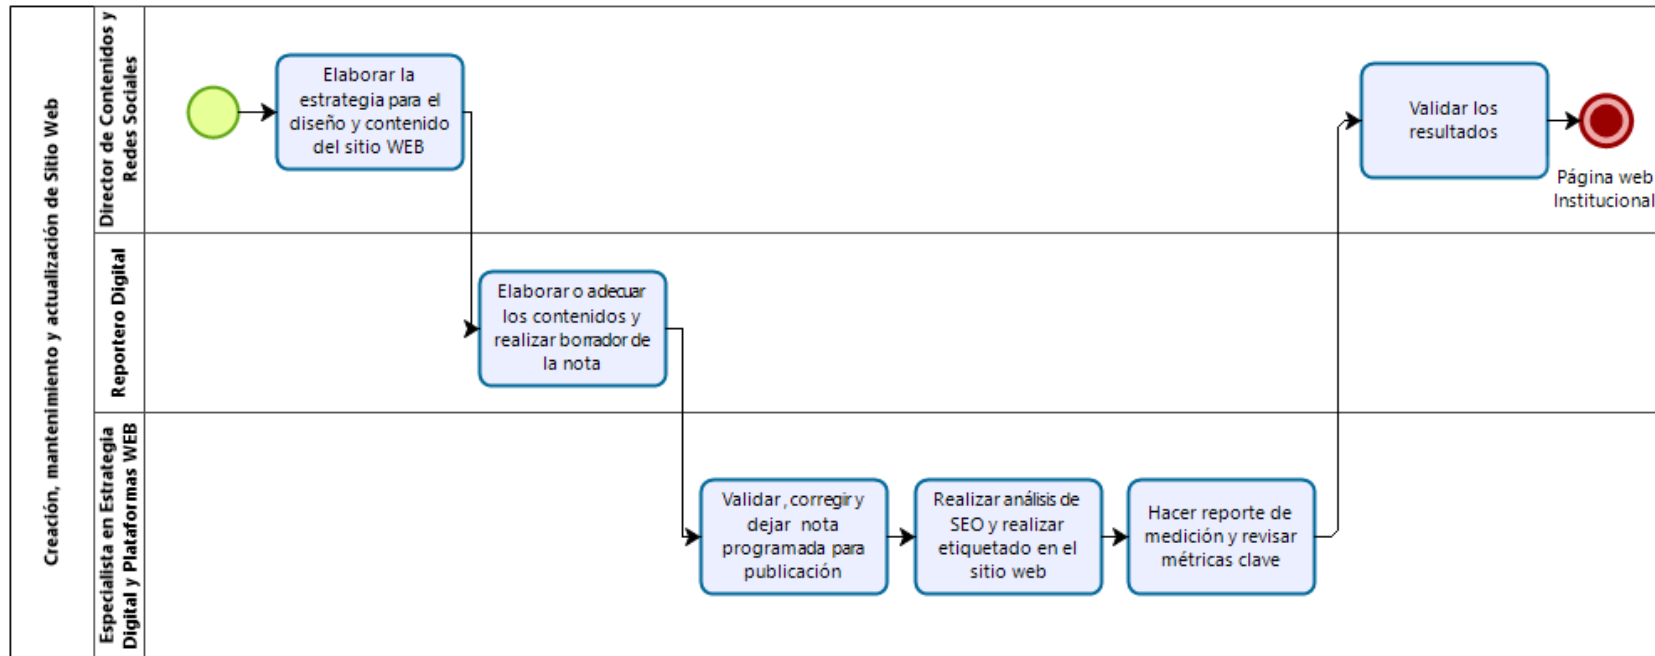 Creación, mantenimiento y actualización de Sitio Web
Director de Contenidos y
Redes Sociales
Elaborar la
estrategia para el
diseño y contenido
del sitio WEB
Validar los
resultados
Página web
Institucional
Reportero Digital
Elaborar o adecuar
los contenidos y
realizar borrador de
la nota
Especialista en Estrategia
Digital y Plataformas WEB
Validar, corregir y
dejar nota
programada para
publicación
Realizar análisis de
SEO y realizar
etiquetado en el
sitio web
Hacer reporte de
medición y revisar
métricas clave